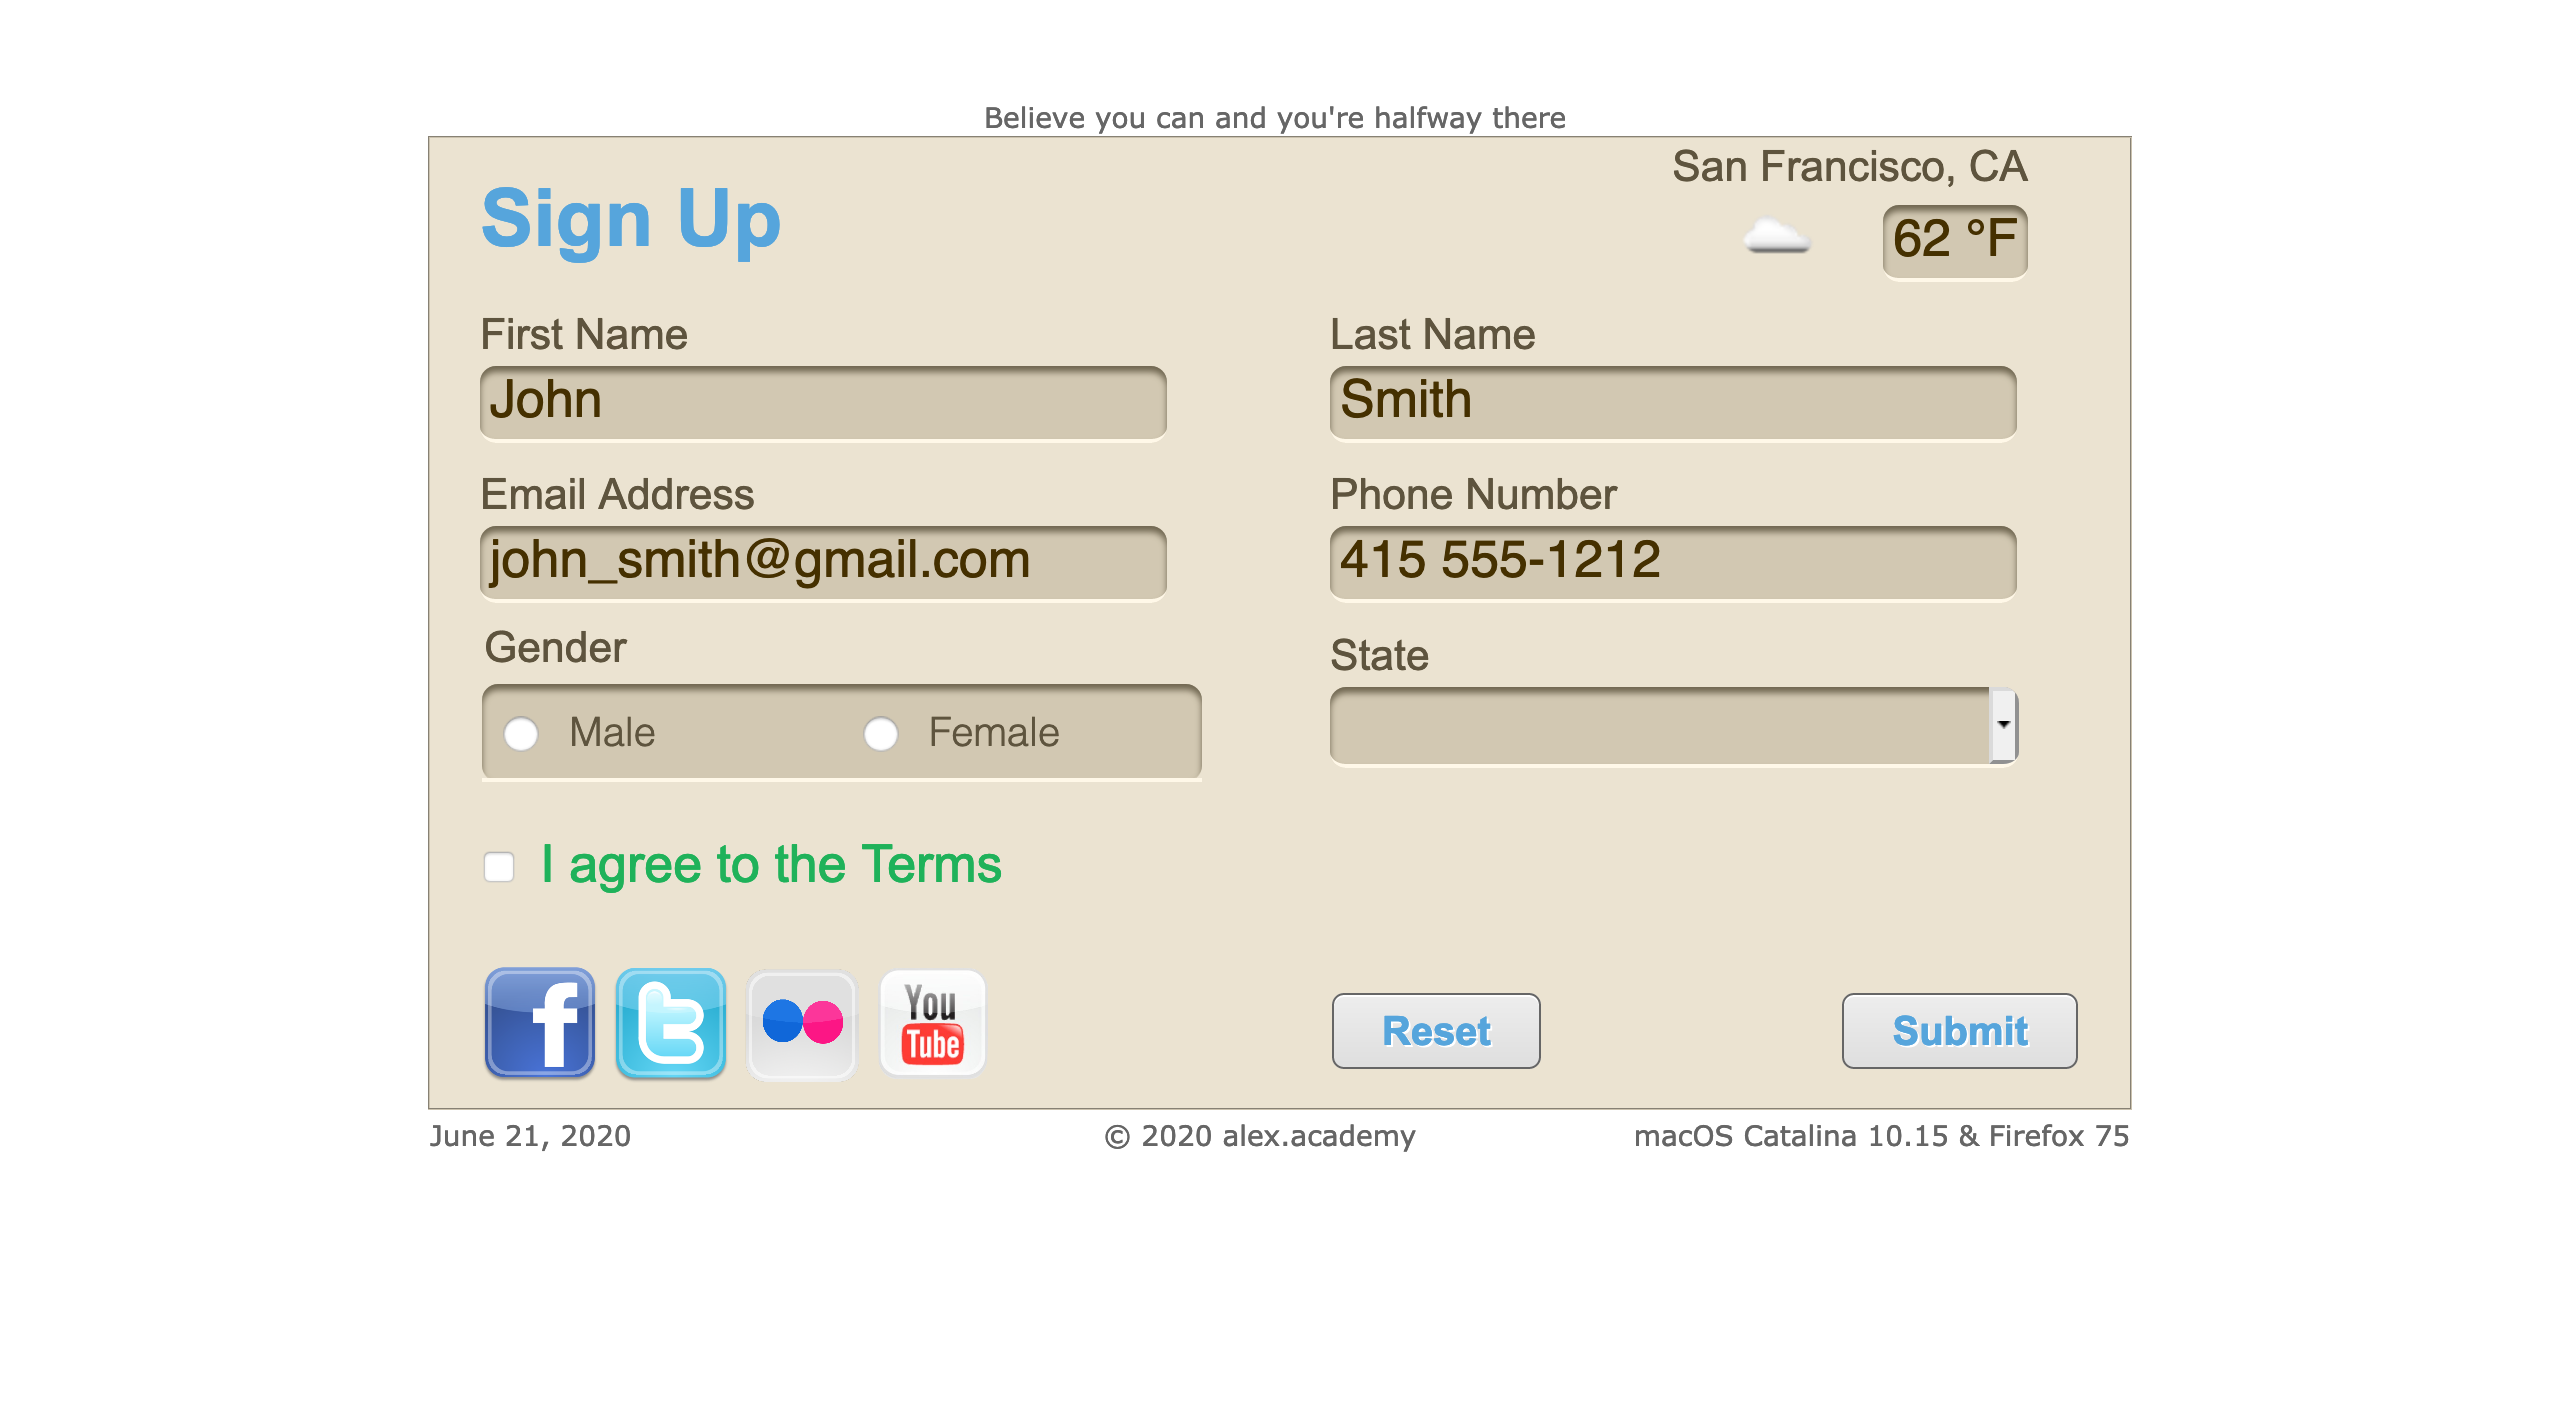 Believe you can and you're halfway there
San Francisco, CA
Sign Up
62 °F
First Name
Last Name
John
Smith
Email Address
Phone Number
john_smith@gmail.com
415 555-1212
Gender
State
Male
Female
I agree to the Terms
f
t
You
Tube
Reset
Submit
June 21, 2020
© 2020 alex.academy
macOS Catalina 10.15 & Firefox 75